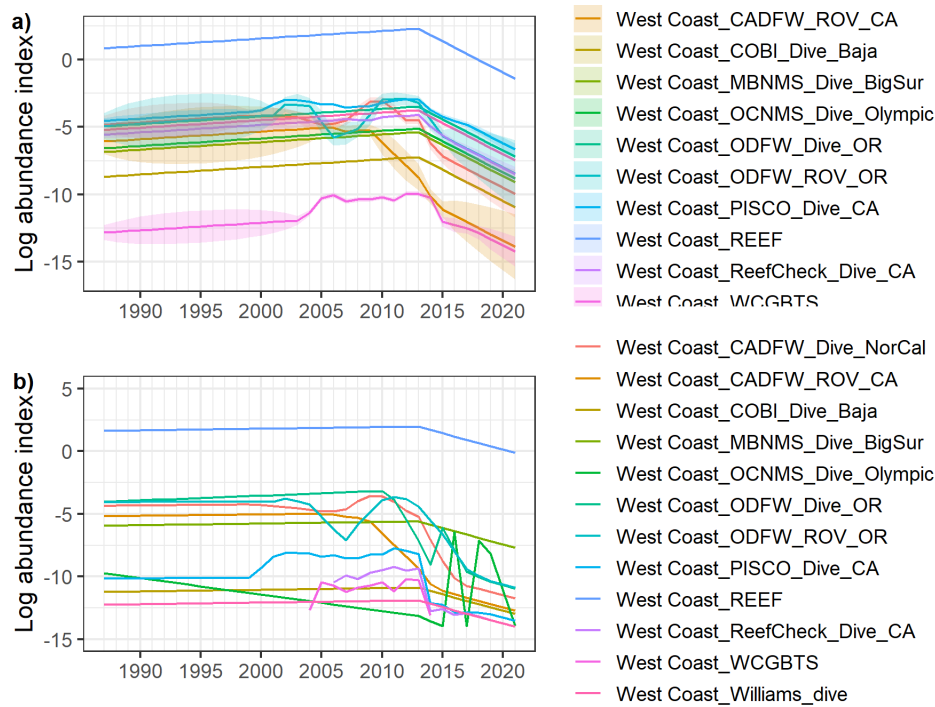 a)
Log abundance index
0
-5
-10
-15
1990 1995 2000 2005 2010 2015 2020
West Coast_CADFW_ROV_CA
West Coast_COBI_Dive_Baja
West Coast_MBNMS_Dive_BigSur
West Coast_OCNMS_Dive_Olympic
West Coast_ODFW_Dive_OR
West Coast_ODFW_ROV_OR
West Coast_PISCO_Dive_CA
West Coast_REEF
West Coast_ReefCheck_Dive_CA
West Coast_WCGBTS
b)
Log abundance index
5
0
-5
-10
-15
1990 1995 2000 2005 2010 2015 2020
West Coast_CADFW_Dive_NorCal
West Coast_CADFW_ROV_CA
West Coast_COBI_Dive_Baja
West Coast_MBNMS_Dive_BigSur
West Coast_OCNMS_Dive_Olympic
West Coast_ODFW_Dive_OR
West Coast_ODFW_ROV_OR
West Coast_PISCO_Dive_CA
West Coast_REEF
West Coast_ReefCheck_Dive_CA
West Coast_WCGBTS
West Coast_Williams_dive